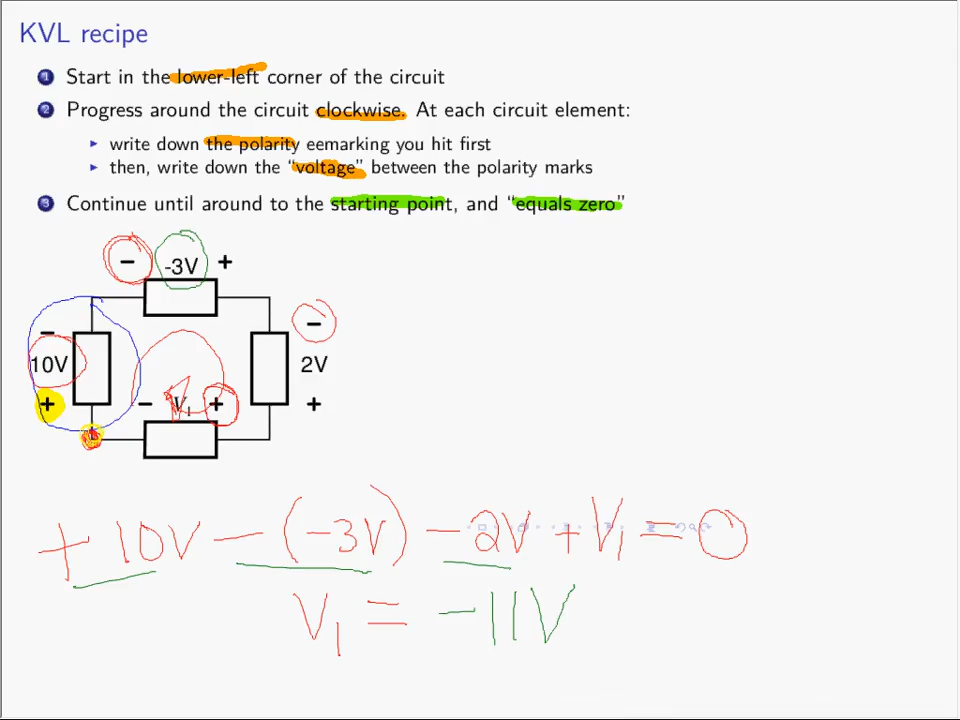 KVL recipe
1 Start in the lower-left corner of the circuit
2 Progress around the circuit clockwise. At each circuit element:
▶ write down the polarity eemarking you hit first
▶ then, write down the “voltage” between the polarity marks
3 Continue until around to the starting point, and “equals zero”
− -3V +
−
−
10V
2V
+
− V₁ +
+
+10V − (−3V) − 2V + V₁ = 0
V₁ = −11V